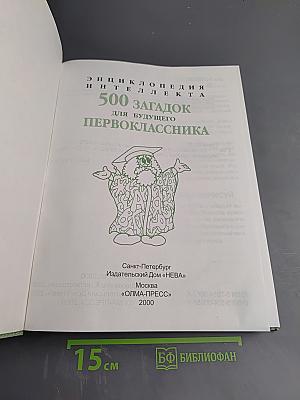 ЭНЦИКЛОПЕДИЯ
ИНТЕЛЛЕКТА
500 ЗАГАДОК
ДЛЯ БУДУЩЕГО
ПЕРВОКЛАССНИКА
Санкт-Петербург
Издательский Дом «НЕВА»
Москва
«ОЛМА-ПРЕСС»
2000
15 см
БФ БИБЛИОФАН